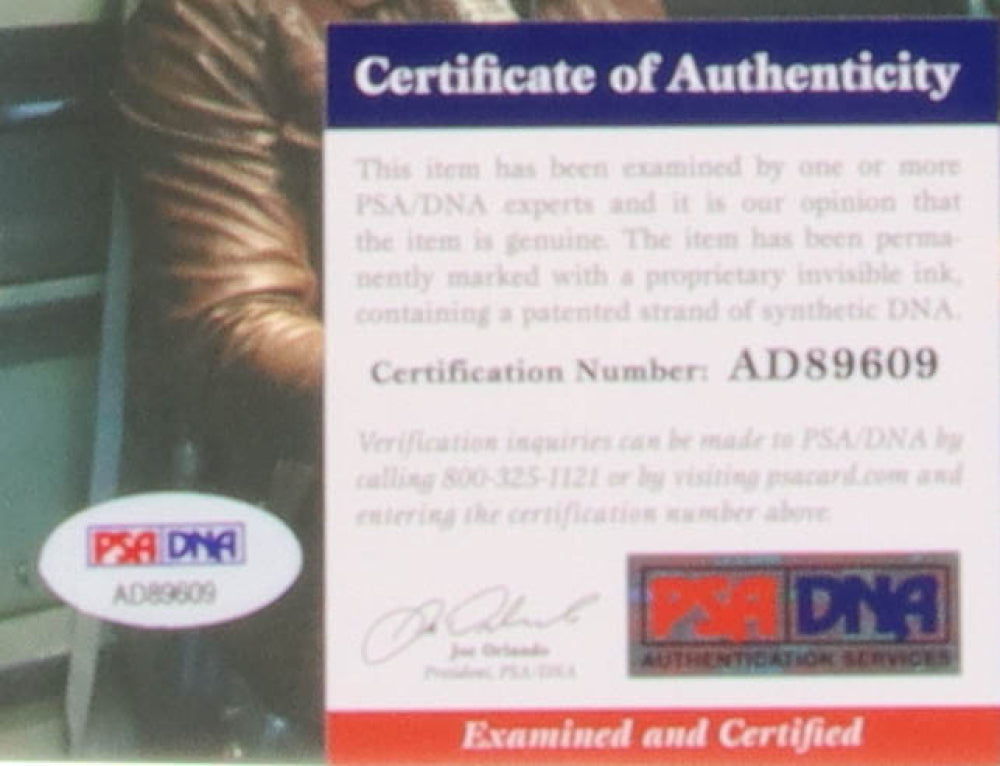 Certificate of Authenticity
This item has been examined by one or more
PSA/DNA experts and it is our opinion that
the item is genuine. The item has been perma-
nently marked with a proprietary invisible ink,
containing a patented strand of synthetic DNA.
Certification Number: AD89609
Verification inquiries can be made to PSA/DNA by
calling 800-325-1121 or by visiting psacard.com and
entering the certification number above.
PSA DNA
AD89609
Joe Orlando
President, PSA/DNA
PSA DNA
AUTHENTICATION SERVICES
Examined and Certified